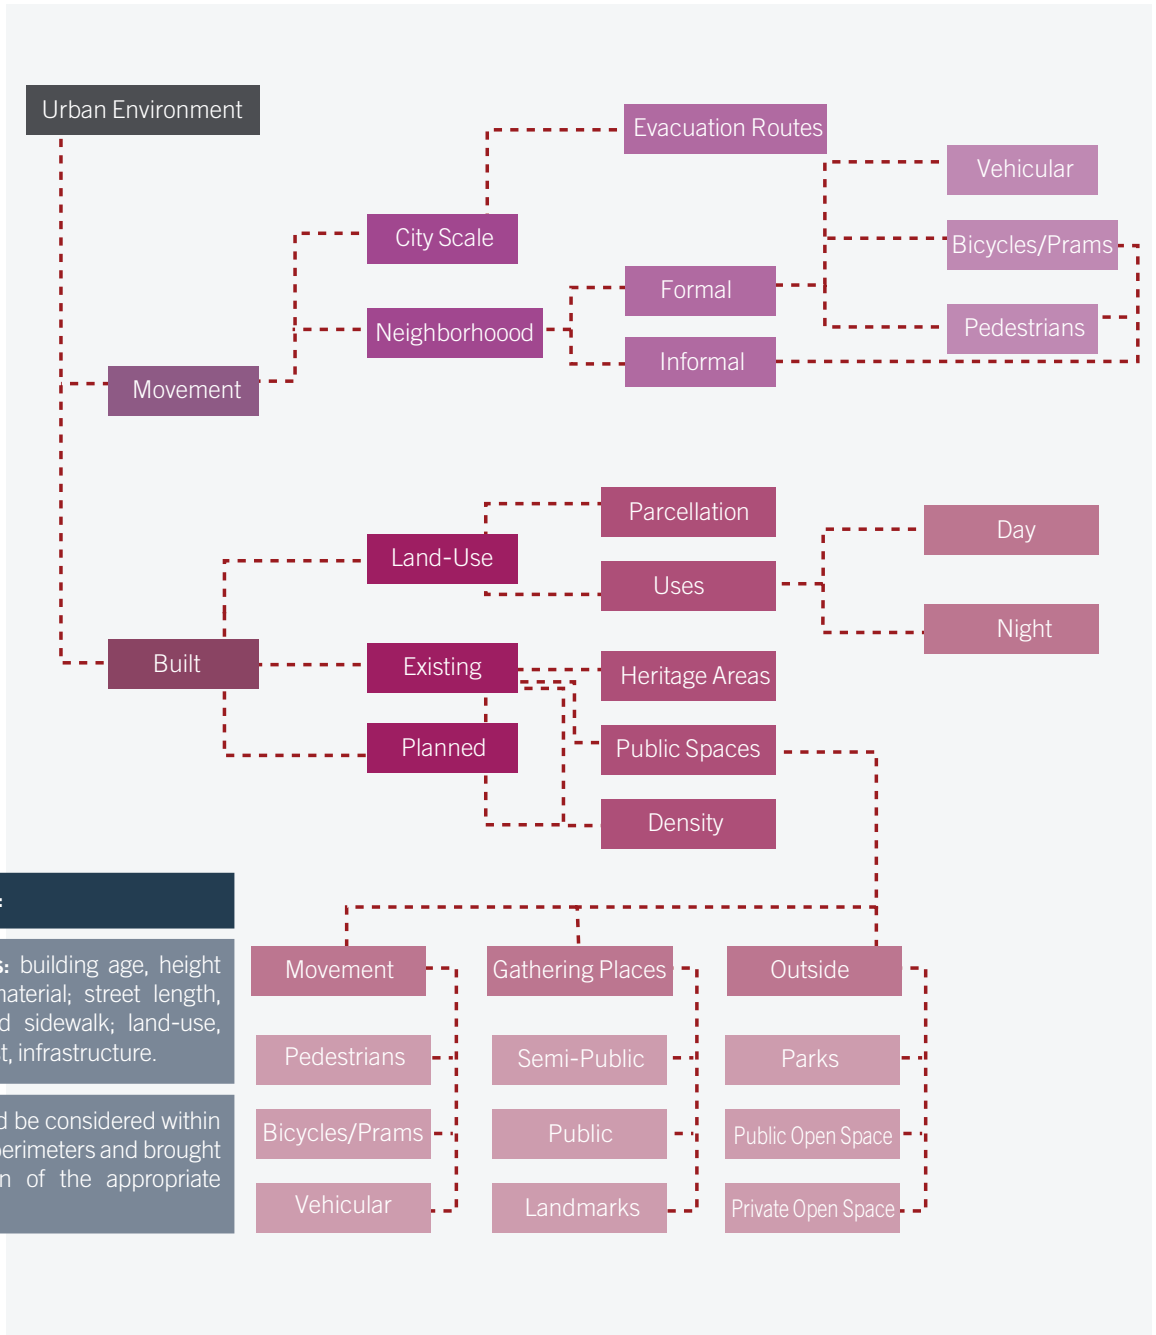 Urban Environment
Evacuation Routes
Vehicular
City Scale
Bicycles/Prams
Formal
Neighborhoood
Pedestrians
Informal
Movement
Parcellation
Day
Land-Use
Uses
Night
Built
Existing
Heritage Areas
Planned
Public Spaces
Density
:
s: building age, height
naterial; street length,
d sidewalk; land-use,
t, infrastructure.
d be considered within
perimeters and brought
n of the appropriate
Movement
Pedestrians
Bicycles/Prams
Vehicular
Gathering Places
Semi-Public
Public
Landmarks
Outside
Parks
Public Open Space
Private Open Space